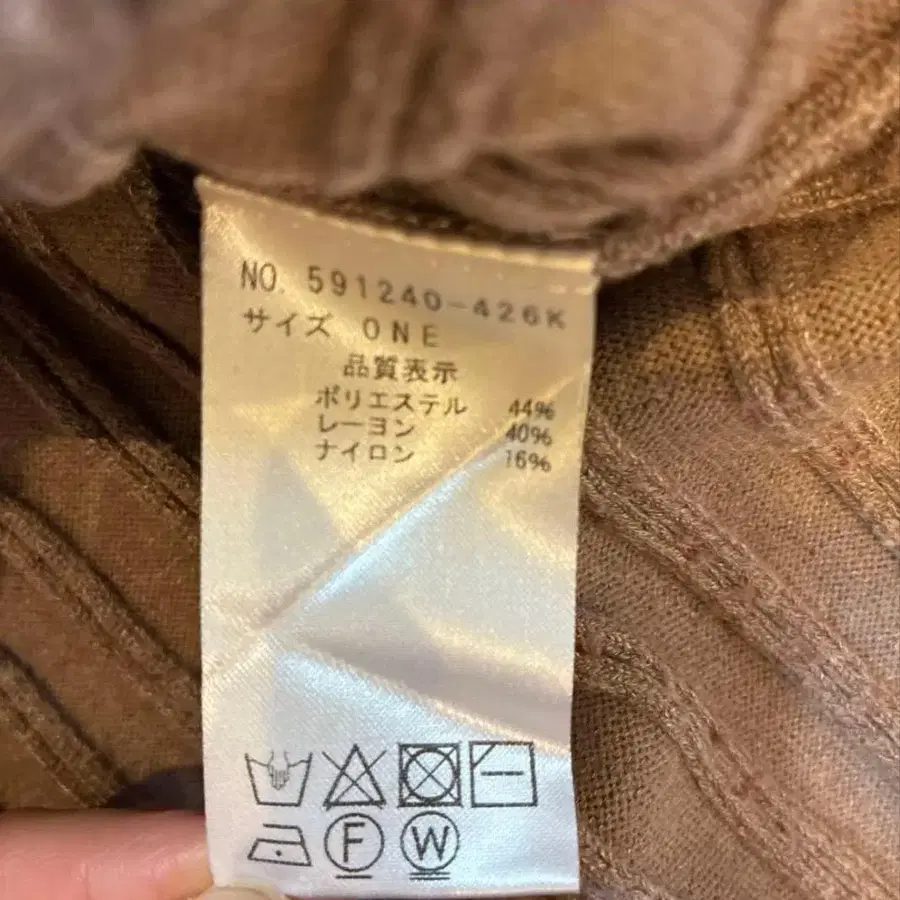 NO. 591240-426K
サイズ ONE
品質表示
ポリエステル 44%
レーヨン 40%
ナイロン 16%
F W